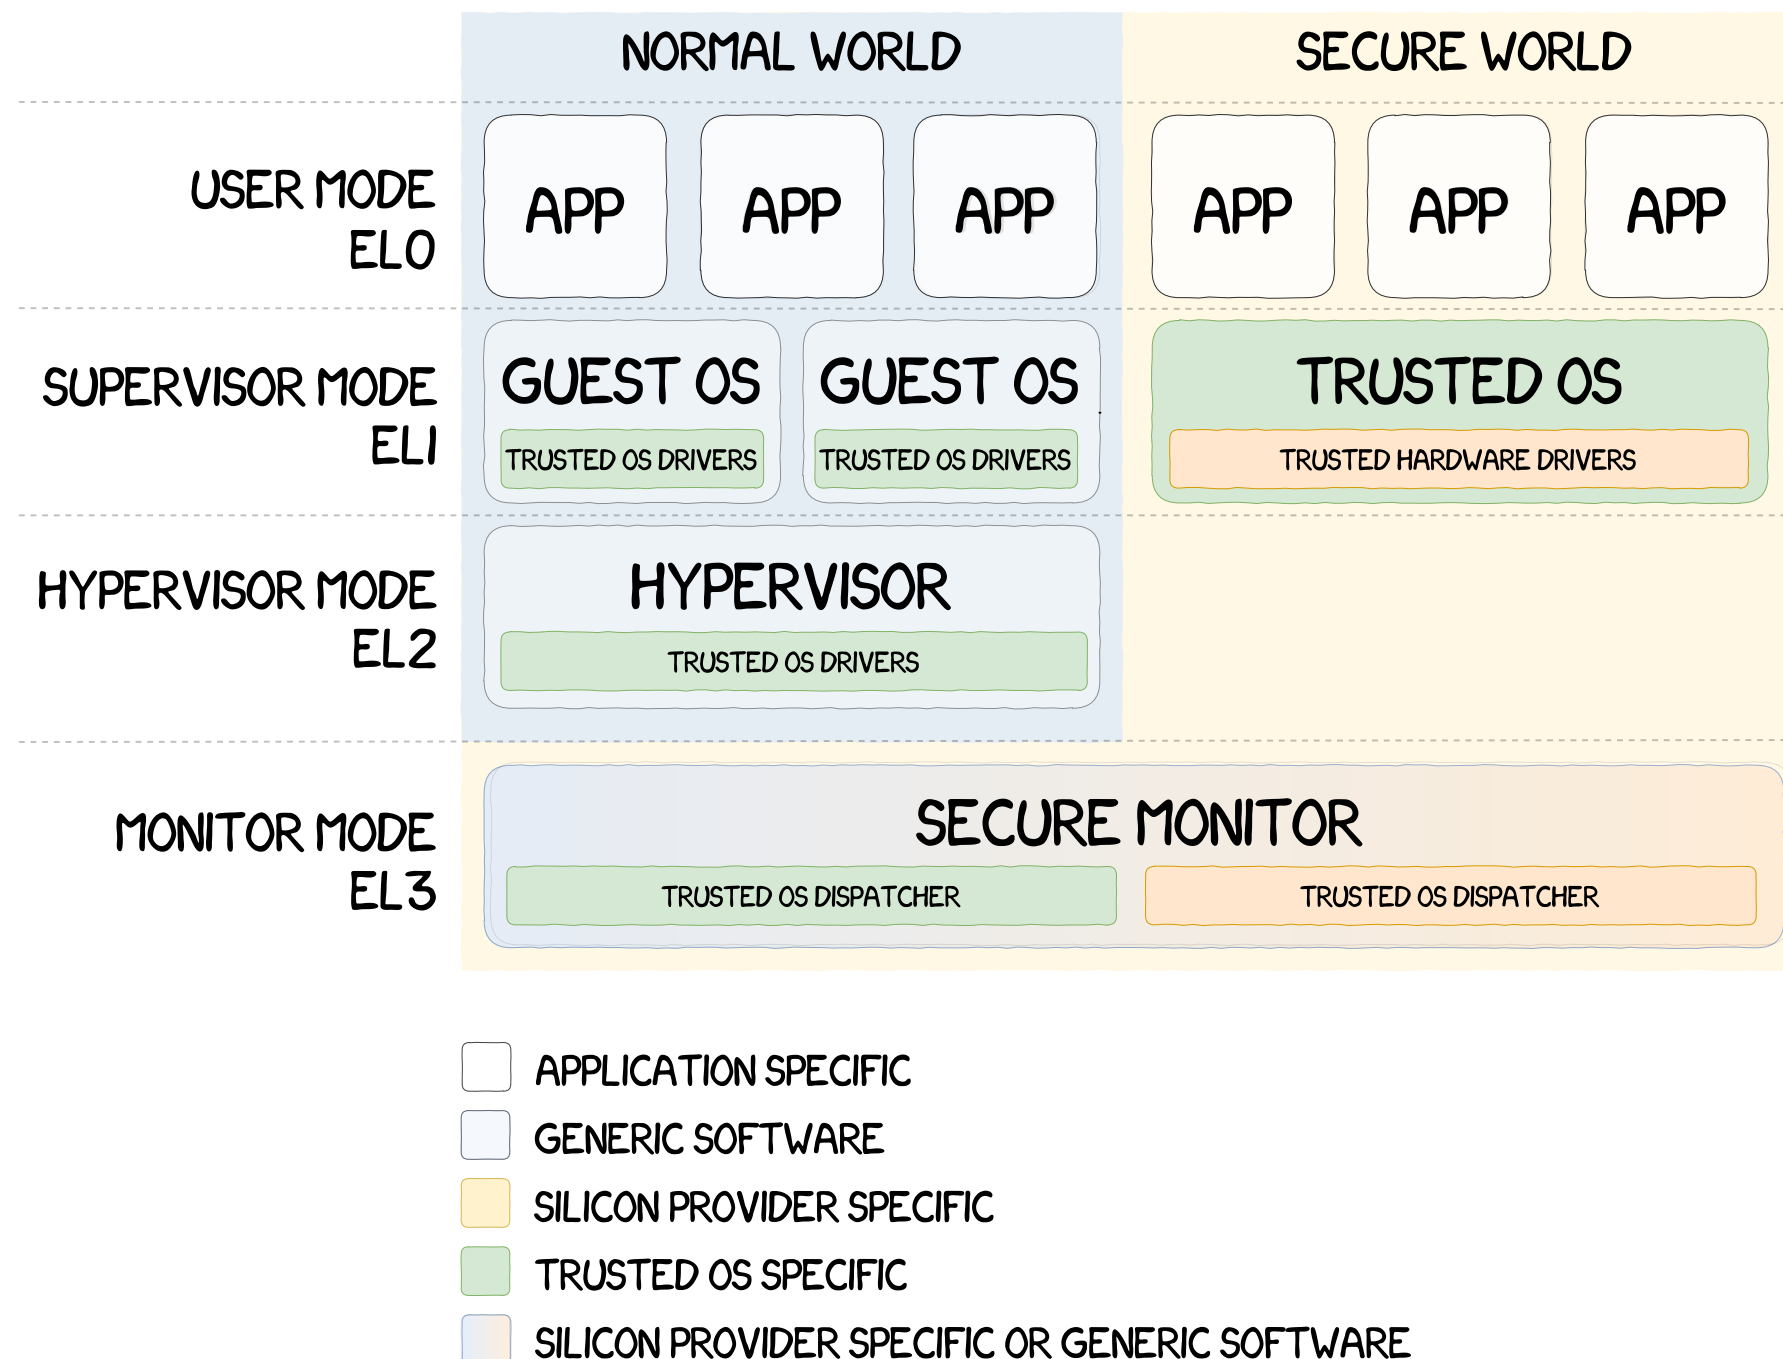 NORMAL WORLD
SECURE WORLD
USER MODE
EL0
APP
APP
APP
APP
APP
APP
SUPERVISOR MODE
EL1
GUEST OS
TRUSTED OS DRIVERS
GUEST OS
TRUSTED OS DRIVERS
TRUSTED OS
TRUSTED HARDWARE DRIVERS
HYPERVISOR MODE
EL2
HYPERVISOR
TRUSTED OS DRIVERS
MONITOR MODE
EL3
SECURE MONITOR
TRUSTED OS DISPATCHER
TRUSTED OS DISPATCHER
APPLICATION SPECIFIC
GENERIC SOFTWARE
SILICON PROVIDER SPECIFIC
TRUSTED OS SPECIFIC
SILICON PROVIDER SPECIFIC OR GENERIC SOFTWARE